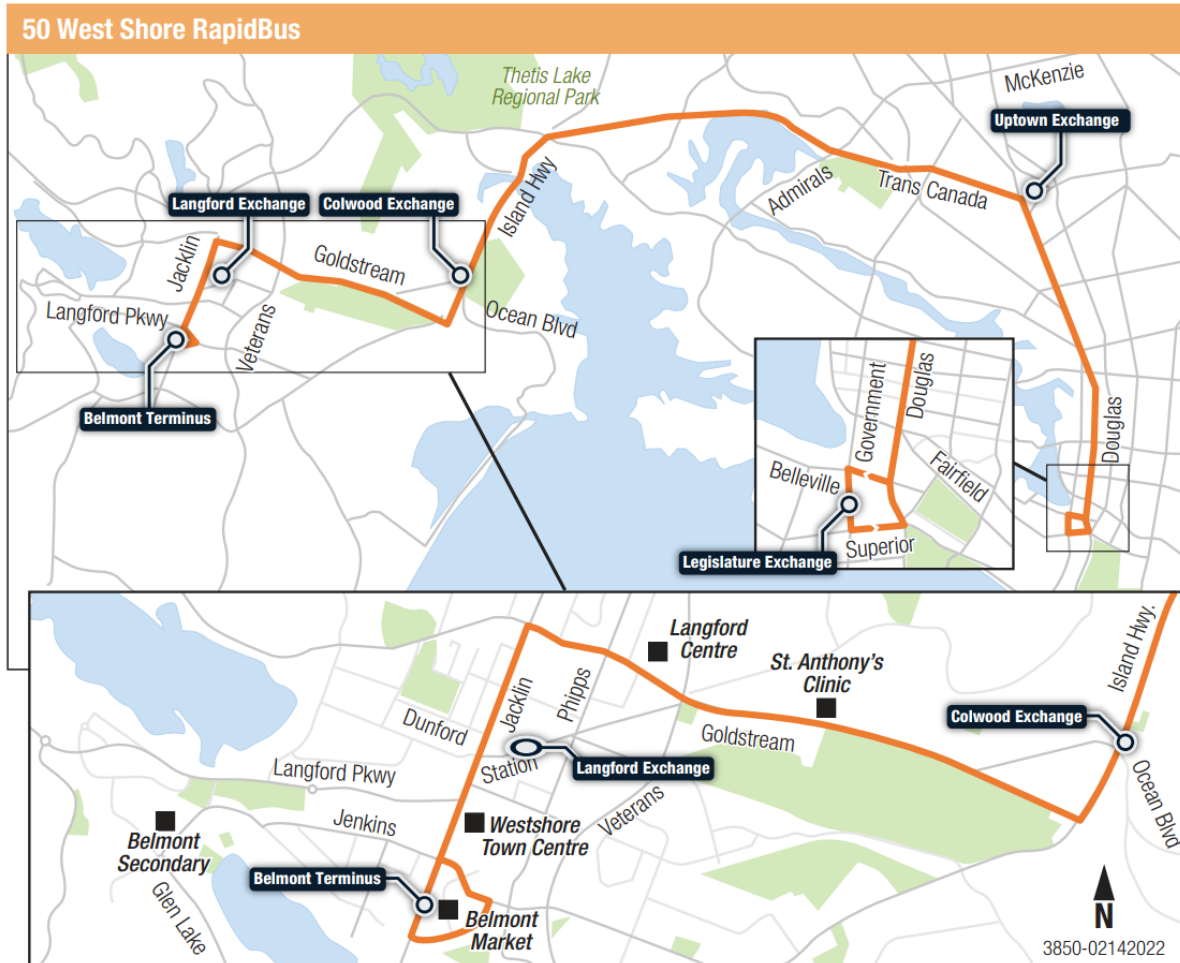 50 West Shore RapidBus
Thetis Lake
Regional Park
McKenzie
Uptown Exchange
Island Hwy
Admirals
Trans Canada
Langford Exchange
Colwood Exchange
Jacklin
Goldstream
Langford Pkwy
Veterans
Ocean Blvd
Belmont Terminus
Government
Douglas
Belleville
Fairfield
Superior
Legislature Exchange
Douglas
Langford
Centre
St. Anthony's
Clinic
Island Hwy.
Jacklin
Phipps
Dunford
Goldstream
Colwood Exchange
Station
Langford Exchange
Langford Pkwy
Veterans
Ocean Blvd
Jenkins
Westshore
Town Centre
Belmont
Secondary
Belmont Terminus
Glen Lake
Belmont
Market
N
3850-02142022